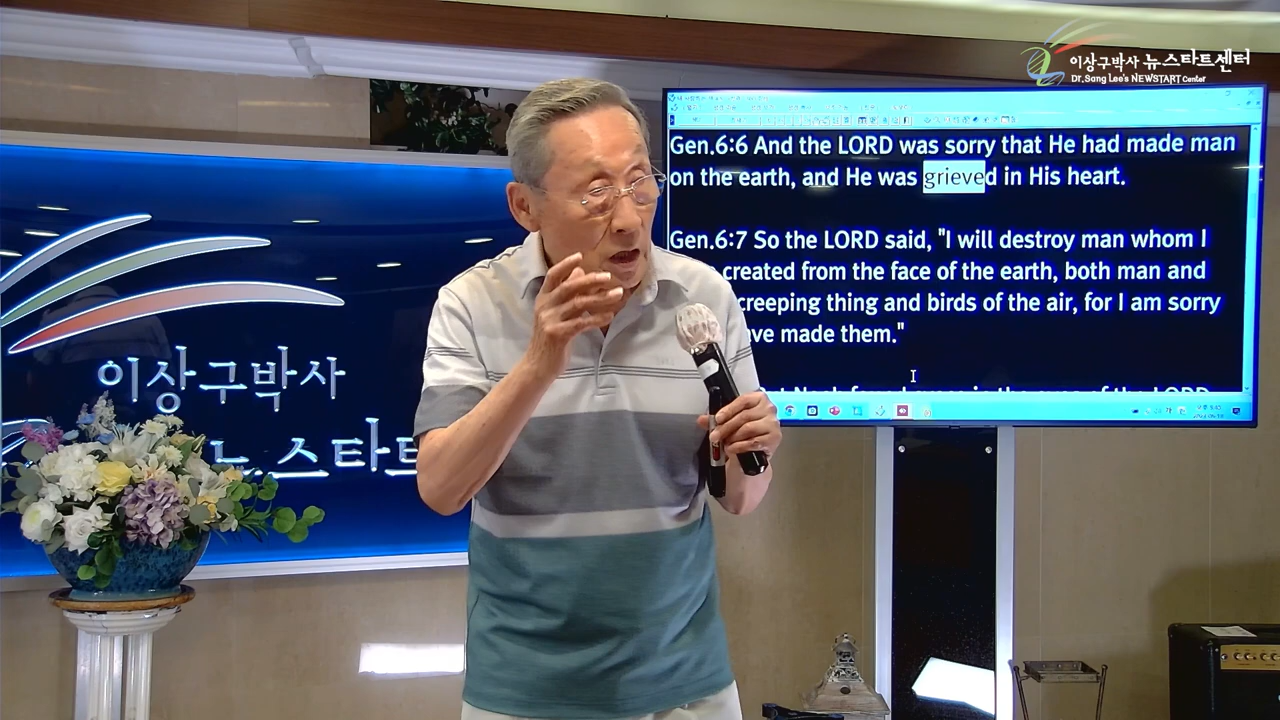 이상구박사 뉴스타트센터
Dr. Sang Lee's NEWSTART Center
Gen.6:6 And the LORD was sorry that He had made man
on the earth, and He was grieved in His heart.
Gen.6:7 So the LORD said, "I will destroy man whom I
created from the face of the earth, both man and
creeping thing and birds of the air, for I am sorry
made them."
이상구박사
뉴스타트